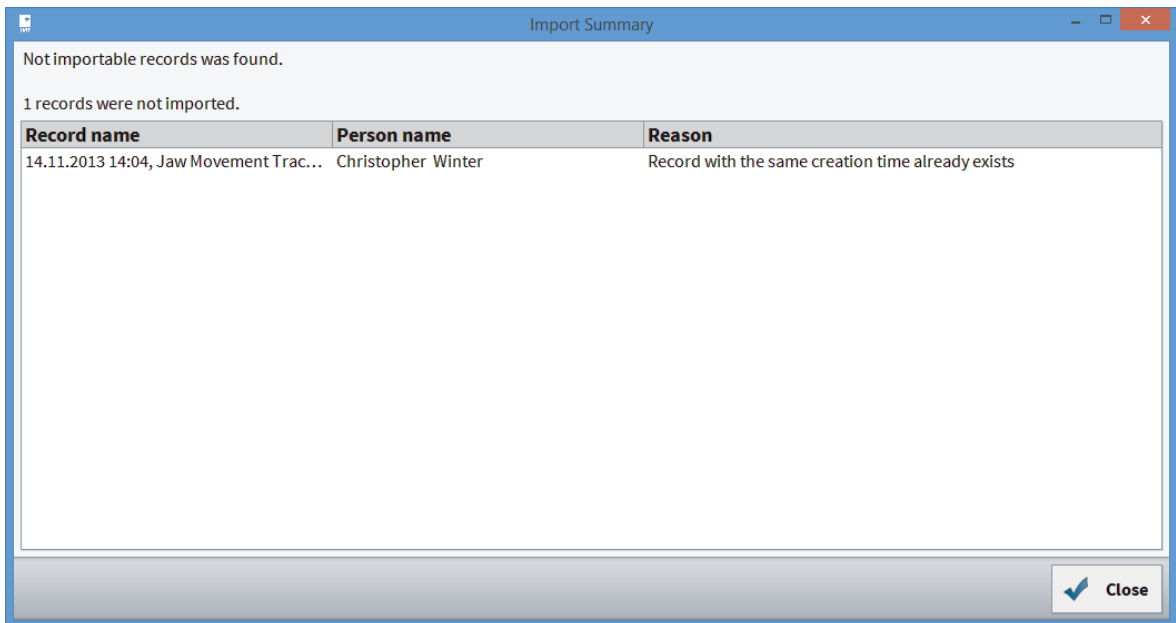 Import Summary
Not importable records was found.
1 records were not imported.
Record name Person name Reason
14.11.2013 14:04, Jaw Movement Trac... Christopher Winter Record with the same creation time already exists
Close